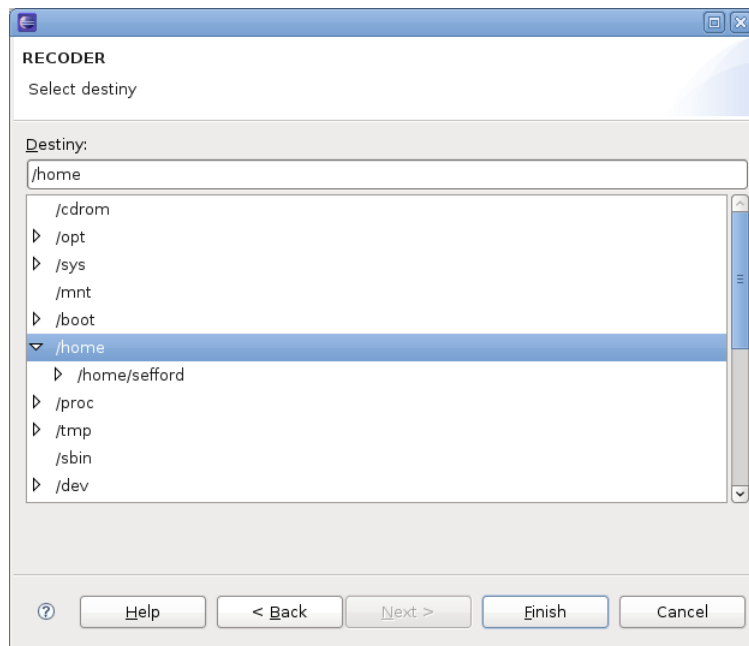 RECODER
Select destiny
Destiny:
/home
/cdrom
/opt
/sys
/mnt
/boot
/home
/home/sefford
/proc
/tmp
/sbin
/dev
Help < Back Next > Finish Cancel